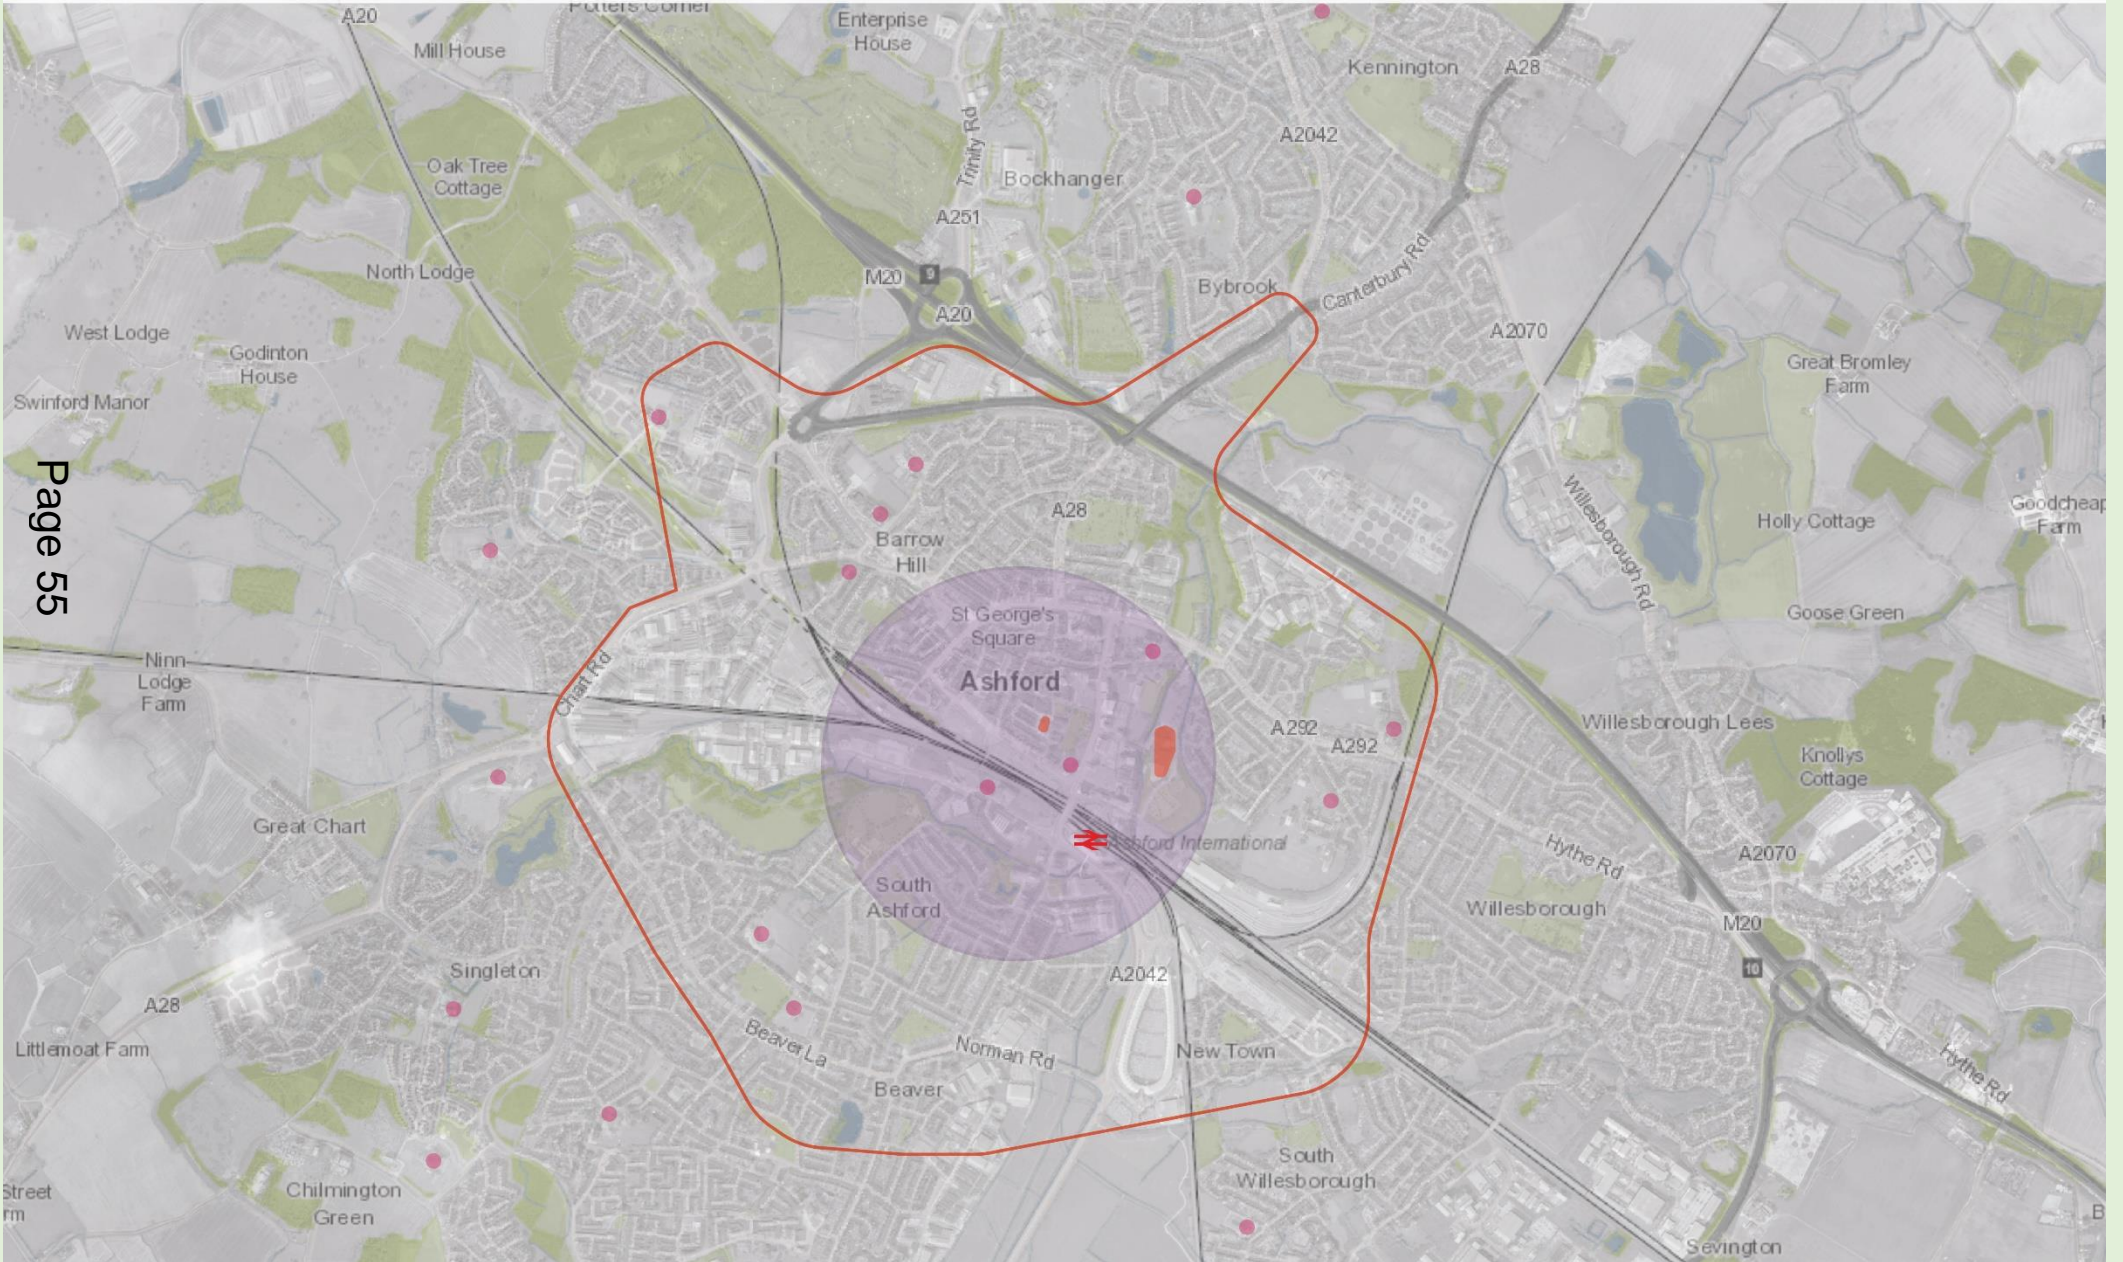 A20
Potters Corner
Enterprise
House
Mill House
Kennington
A28
A2042
Trinity Rd
Oak Tree
Cottage
Bockhanger
A251
North Lodge
M20
9
Bybrook
Canterbury Rd
A20
A2070
West Lodge
Godinton
House
Great Bromley
Farm
Swinford Manor
Page 55
A28
Willesborough Rd
Holly Cottage
Goodcheap
Farm
Barrow
Hill
St George's
Square
Goose Green
Ninn
Lodge
Farm
Chart Rd
Ashford
A292
A292
Willesborough Lees
Knollys
Cottage
Great Chart
Ashford International
Hythe Rd
A2070
South
Ashford
Willesborough
M20
10
Singleton
A2042
A28
Littlemoat Farm
Beaver La
Norman Rd
New Town
Hythe Rd
Beaver
South
Willesborough
Chilmington
Green
Street
rm
B
Sevington